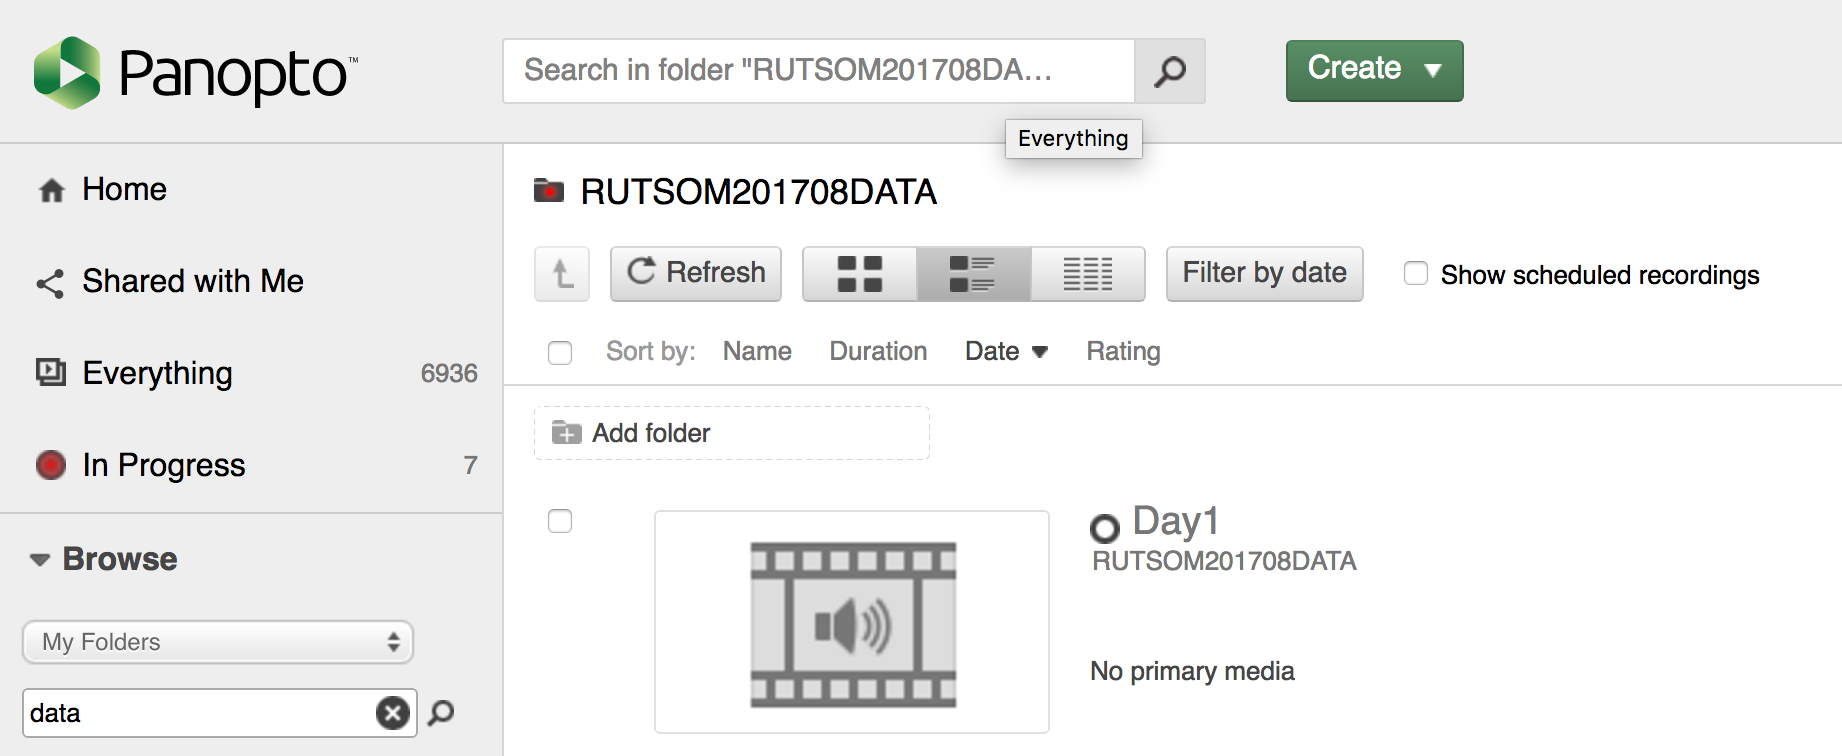 Panopto™
Search in folder "RUTSOM201708DA...
Create
Everything
Home
Shared with Me
Everything 6936
In Progress 7
Browse
My Folders
data
RUTSOM201708DATA
Refresh
Filter by date
Show scheduled recordings
Sort by: Name Duration Date Rating
Add folder
Day1
RUTSOM201708DATA
No primary media